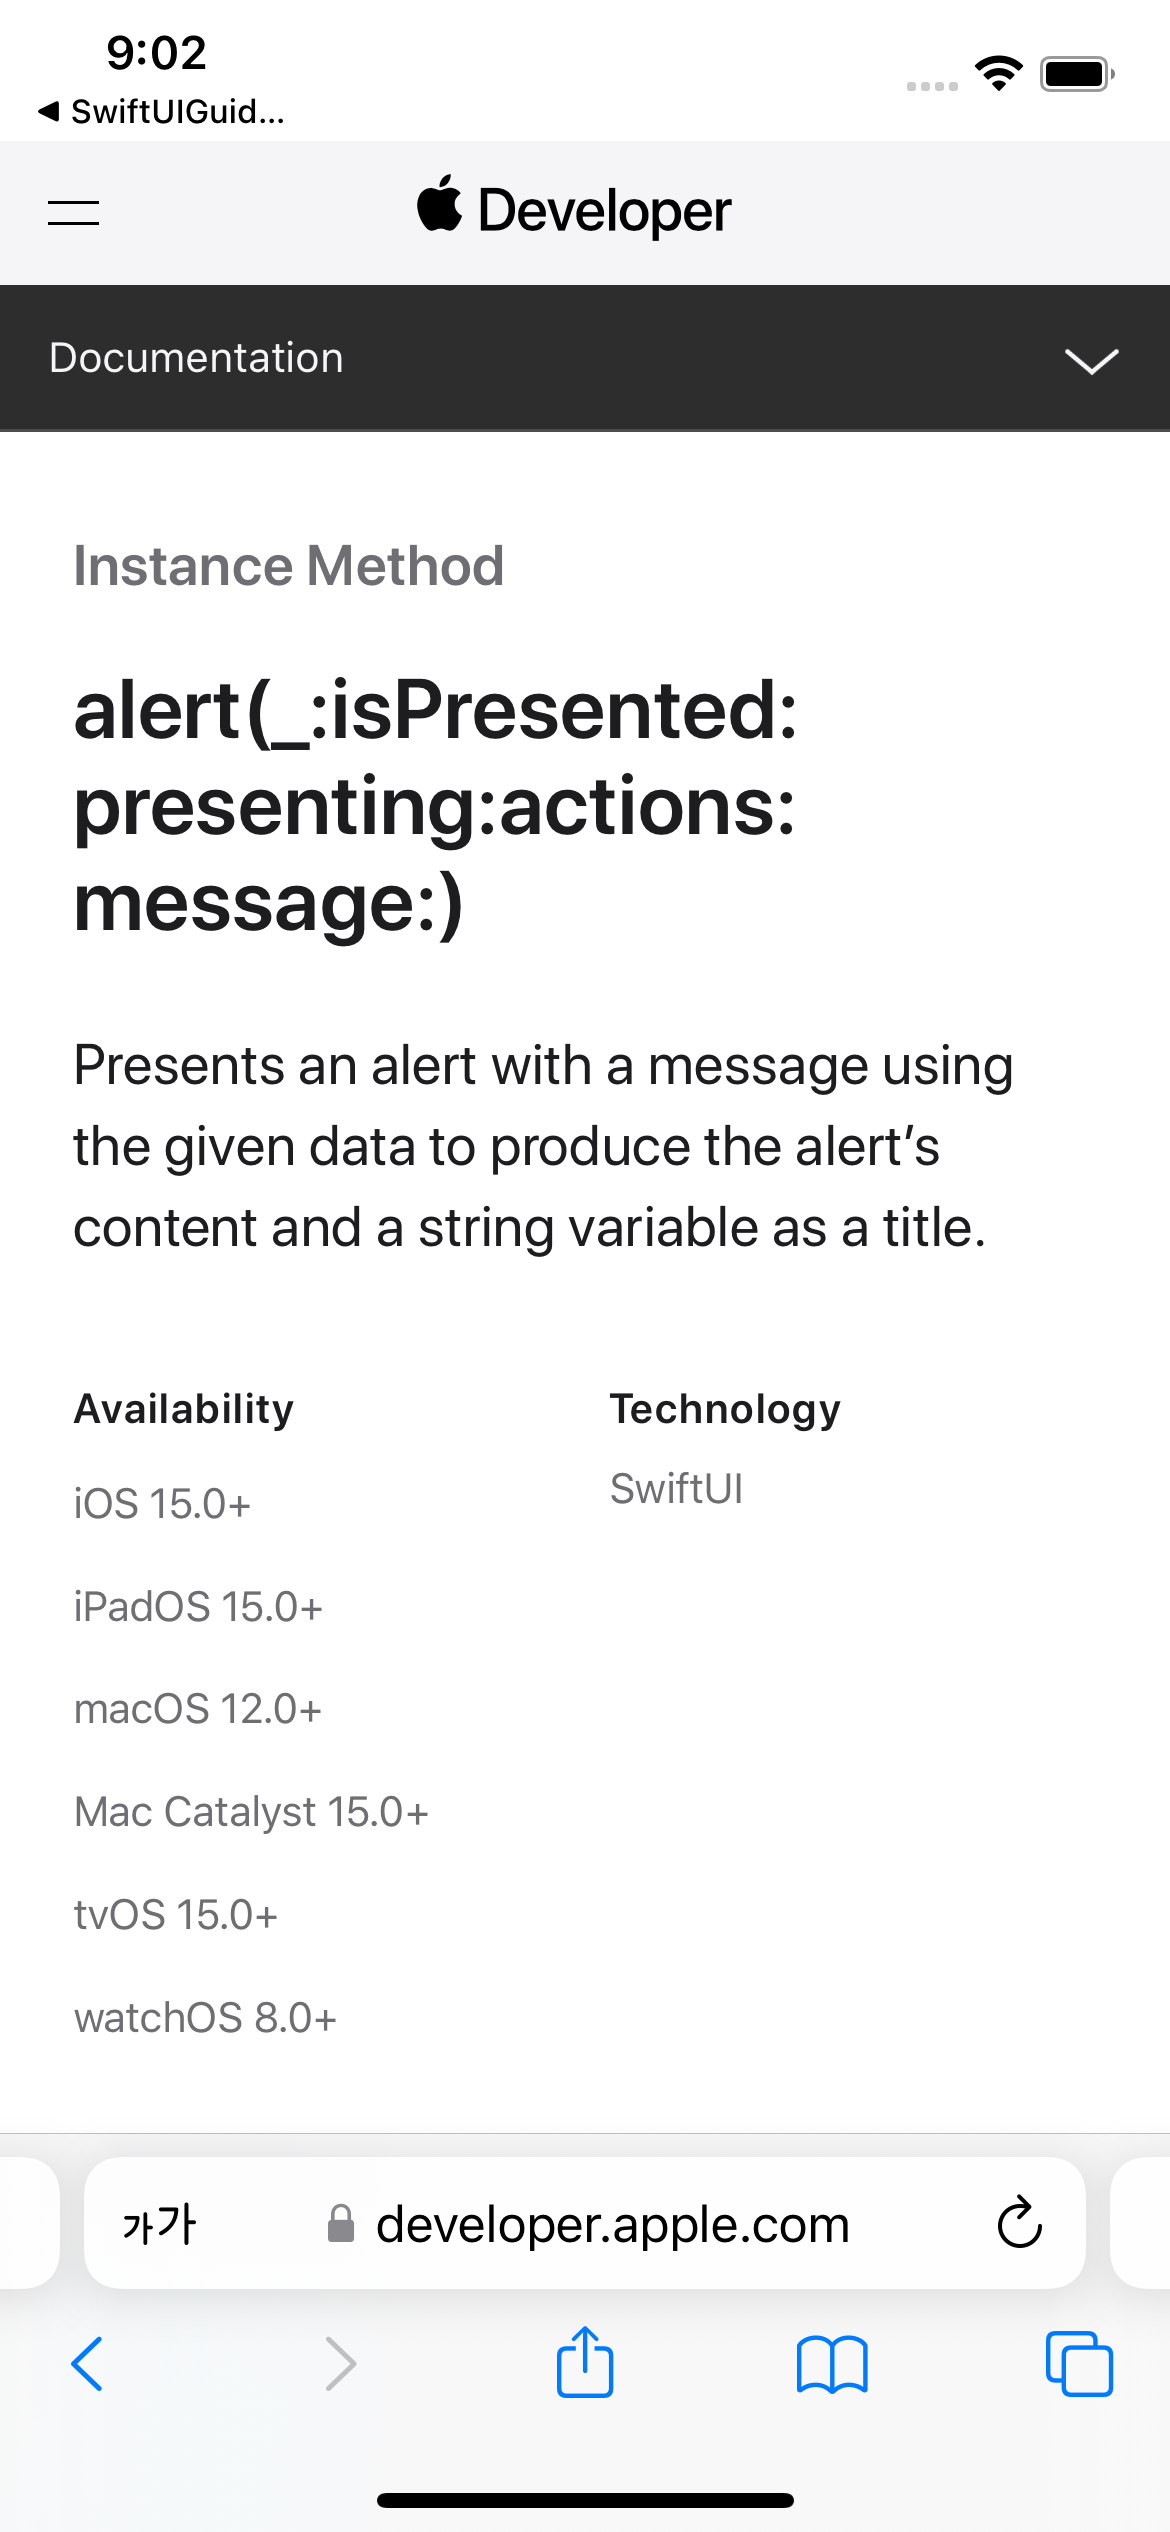 9:02
◀ SwiftUIGuid...
Developer
Documentation
Instance Method
alert(_:isPresented:
presenting:actions:
message:)
Presents an alert with a message using
the given data to produce the alert’s
content and a string variable as a title.
Availability
Technology
iOS 15.0+
SwiftUI
iPadOS 15.0+
macOS 12.0+
Mac Catalyst 15.0+
tvOS 15.0+
watchOS 8.0+
가가 developer.apple.com